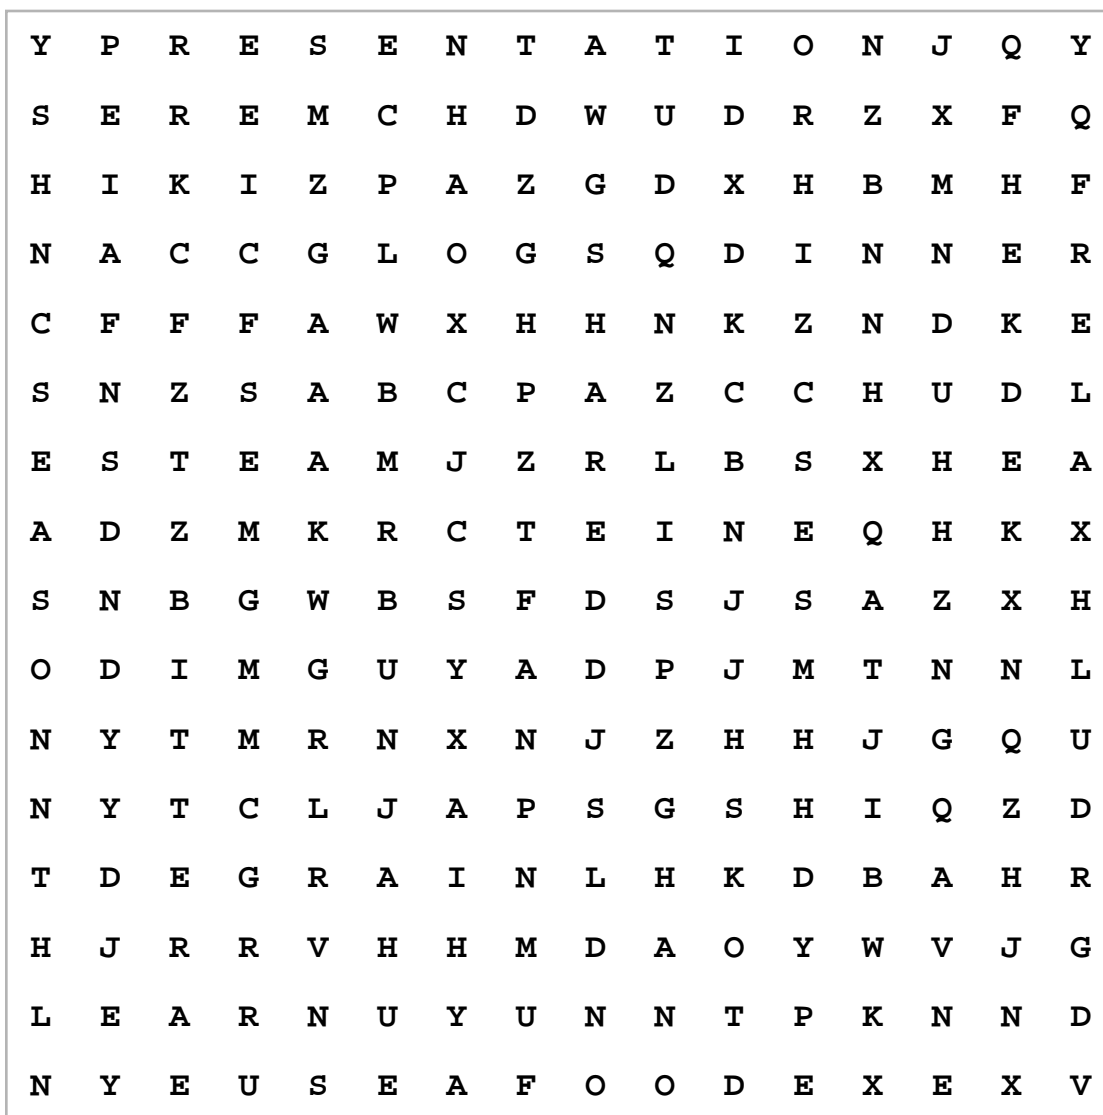 Y P R E S E N T A T I O N J Q Y
S E R E M C H D W U D R Z X F Q
H I K I Z P A Z G D X H B M H F
N A C C G L O G S Q D I N N E R
C F F F A W X H H N K Z N D K E
S N Z S A B C P A Z C C H U D L
E S T E A M J Z R L B S X H E A
A D Z M K R C T E I N E Q H K X
S N B G W B S F D S J S A Z X H
O D I M G U Y A D P J M T N N L
N Y T M R N X N J Z H H J G Q U
N Y T C L J A P S G S H I Q Z D
T D E G R A I N L H K D B A H R
H J R R V H H M D A O Y W V J G
L E A R N U Y U N N T P K N N D
N Y E U S E A F O O D E X E X V